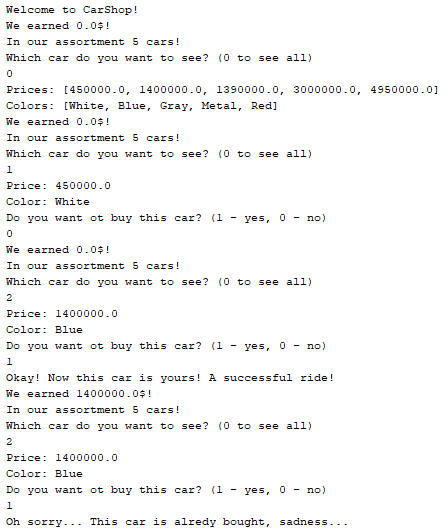 Welcome to CarShop!
We earned 0.0$!
In our assortment 5 cars!
Which car do you want to see? (0 to see all)
0
Prices: [450000.0, 1400000.0, 1390000.0, 3000000.0, 4950000.0]
Colors: [White, Blue, Gray, Metal, Red]
We earned 0.0$!
In our assortment 5 cars!
Which car do you want to see? (0 to see all)
1
Price: 450000.0
Color: White
Do you want ot buy this car? (1 - yes, 0 - no)
0
We earned 0.0$!
In our assortment 5 cars!
Which car do you want to see? (0 to see all)
2
Price: 1400000.0
Color: Blue
Do you want ot buy this car? (1 - yes, 0 - no)
1
Okay! Now this car is yours! A successful ride!
We earned 1400000.0$!
In our assortment 5 cars!
Which car do you want to see? (0 to see all)
2
Price: 1400000.0
Color: Blue
Do you want ot buy this car? (1 - yes, 0 - no)
1
Oh sorry... This car is alredy bought, sadness...